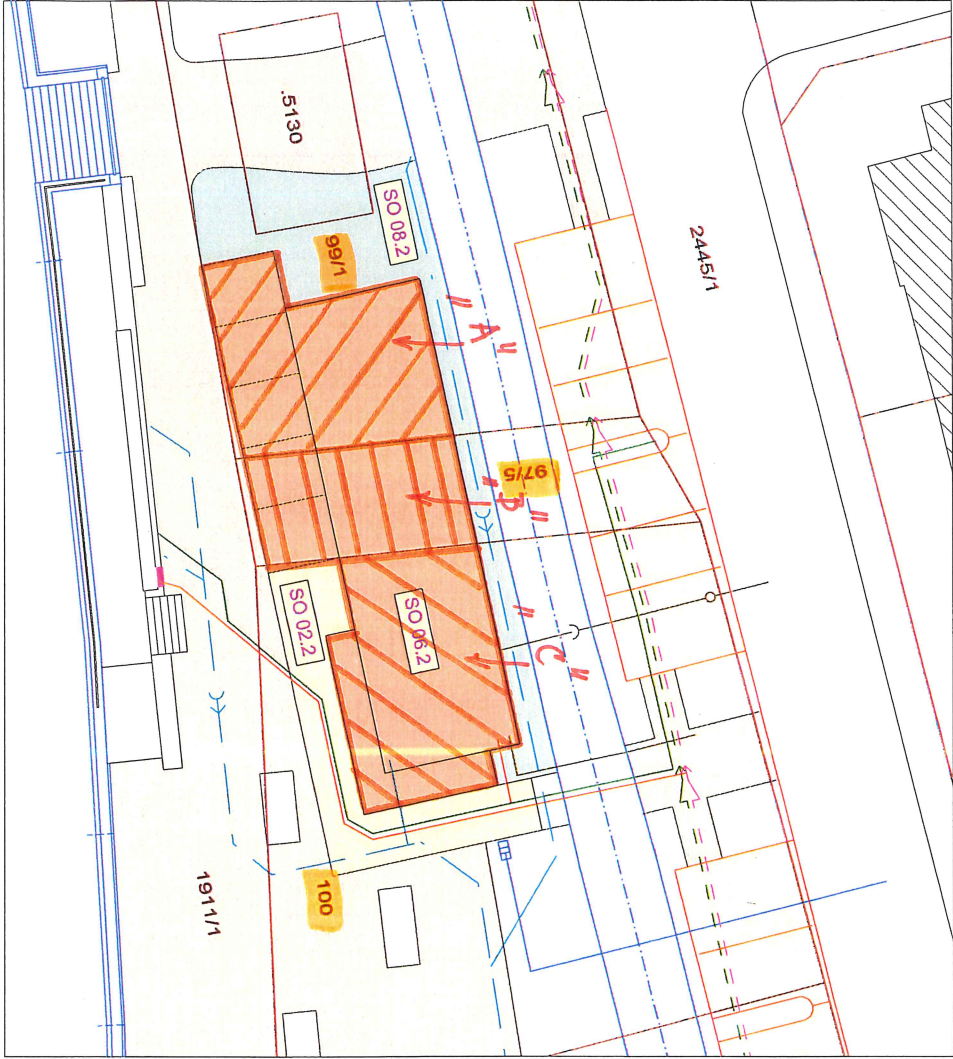 .5130
2445/1
SO 08.2
99/1
"A"
97/5
"B"
"C"
SO 02.2
SO 06.2
100
1911/1